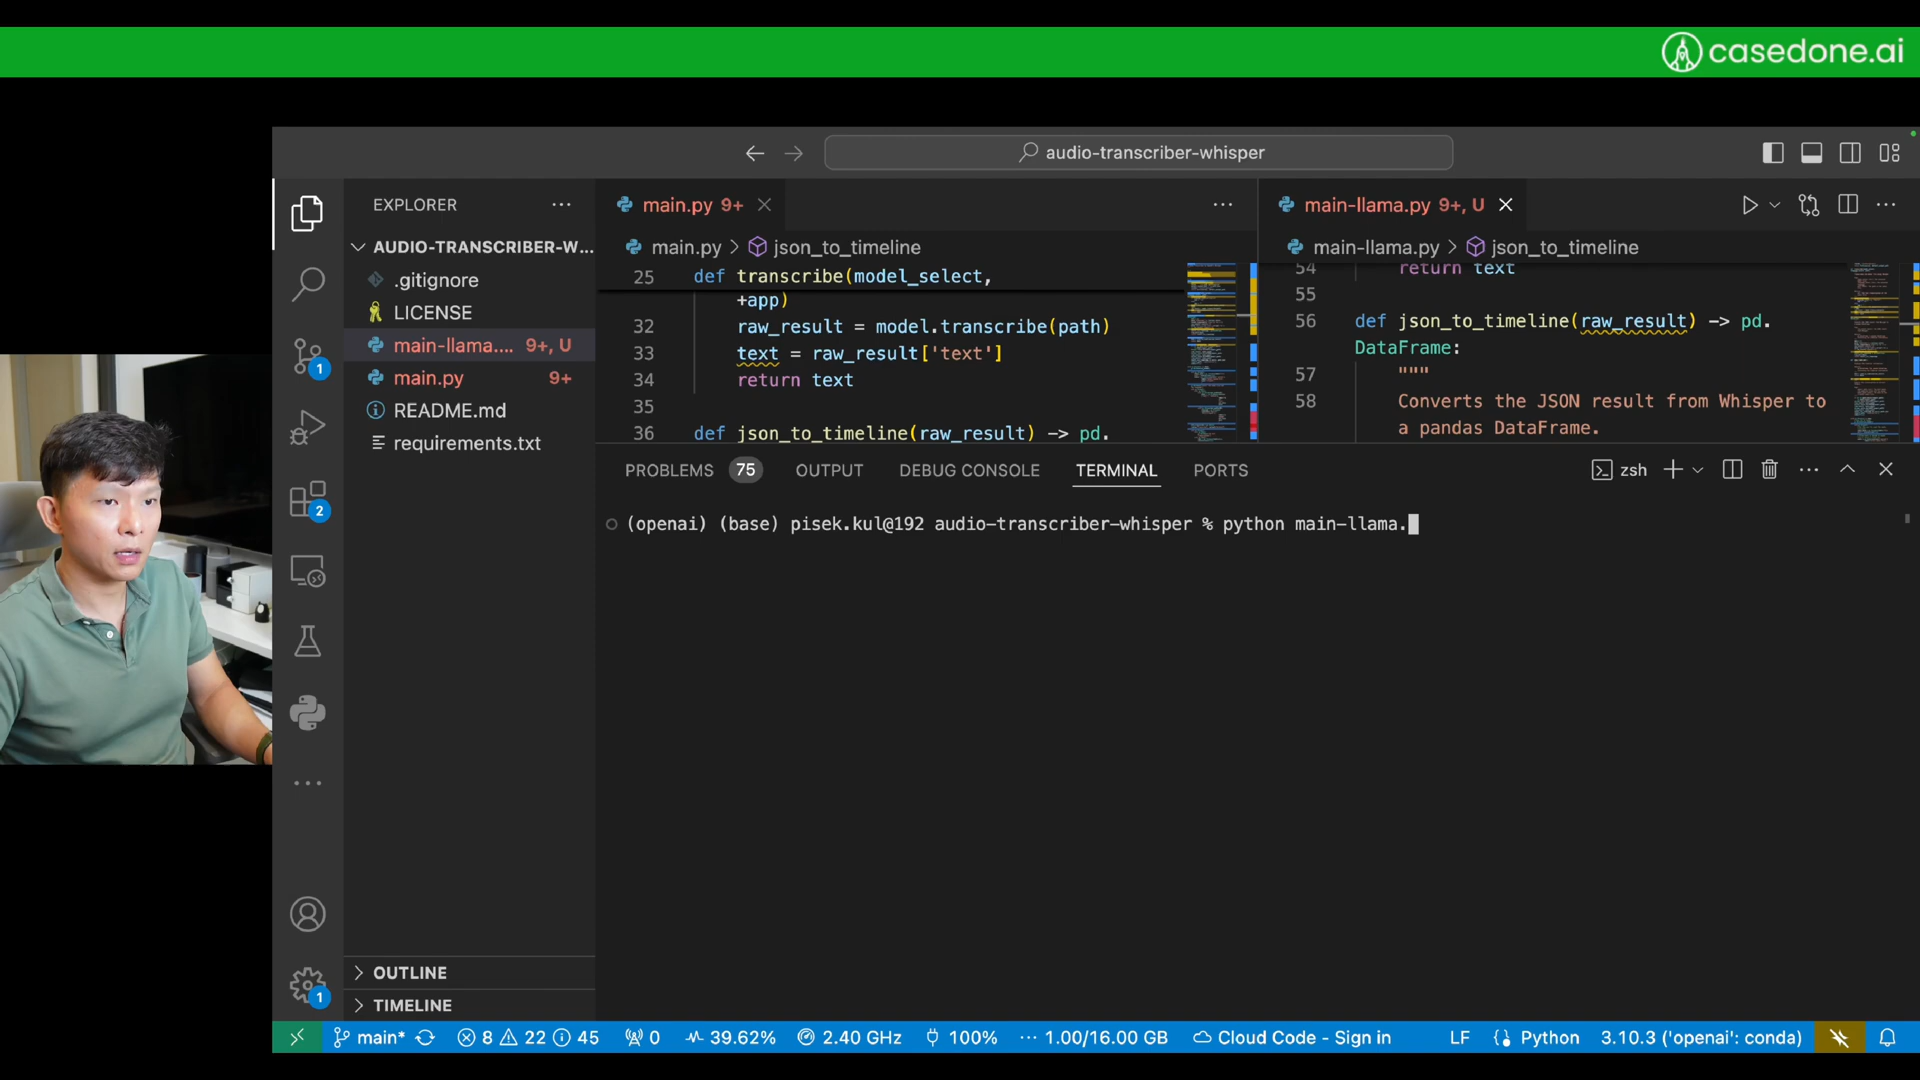 casedone.ai
audio-transcriber-whisper
EXPLORER
main.py 9+
main-llama.py 9+, U
AUDIO-TRANSCRIBER-W...
.gitignore
LICENSE
main-llama.... 9+, U
main.py 9+
README.md
requirements.txt
main.py > json_to_timeline
25 def transcribe(model_select,
+app)
32 raw_result = model.transcribe(path)
33 text = raw_result['text']
34 return text
35
36 def json_to_timeline(raw_result) -> pd.
main-llama.py > json_to_timeline
54 return text
55
56 def json_to_timeline(raw_result) -> pd.
DataFrame:
57 """
58 Converts the JSON result from Whisper to
a pandas DataFrame.
PROBLEMS 75 OUTPUT DEBUG CONSOLE TERMINAL PORTS
zsh
(openai) (base) pisek.kul@192 audio-transcriber-whisper % python main-llama.
1
2
1
OUTLINE
TIMELINE
main* 8 22 45 0 39.62% 2.40 GHz 100% 1.00/16.00 GB Cloud Code - Sign in LF Python 3.10.3 ('openai': conda)